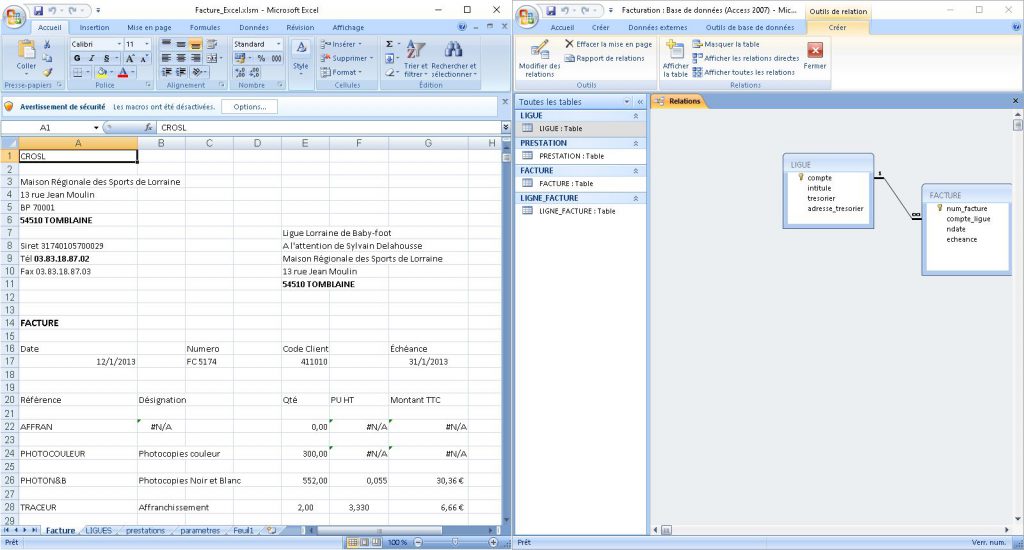 Facture_Excel.xlsm - Microsoft Excel
Accueil Insertion Mise en page Formules Données Révision Affichage
Coller
Presse-papiers
Calibri 11
G I S
Police
Alignement
Standard
% 000
Nombre
Style
Insérer
Supprimer
Format
Cellules
Trier et filtrer
Rechercher et sélectionner
Édition
Avertissement de sécurité Les macros ont été désactivées. Options...
A1 fx CROSL
A B C D E F G H
1 CROSL
2
3 Maison Régionale des Sports de Lorraine
4 13 rue Jean Moulin
5 BP 70001
6 54510 TOMBLAINE
7 Ligue Lorraine de Baby-foot
8 Siret 31740105700029 A l'attention de Sylvain Delahousse
9 Tél 03.83.18.87.02 Maison Régionale des Sports de Lorraine
10 Fax 03.83.18.87.03 13 rue Jean Moulin
11 54510 TOMBLAINE
12
13
14 FACTURE
15
16 Date Numero Code Client Échéance
17 12/1/2013 FC 5174 411010 31/1/2013
18
19
20 Référence Désignation Qté PU HT Montant TTC
21
22 AFFRAN #N/A 0,00 #N/A #N/A
23
24 PHOTOCOULEUR Photocopies couleur 300,00 #N/A #N/A
25
26 PHOTON&B Photocopies Noir et Blanc 552,00 0,055 30,36 €
27
28 TRACEUR Affranchissement 2,00 3,330 6,66 €
29
Facture LIGUES prestations parametres Feuil1
Prêt 100 %
Facturation : Base de données (Access 2007) - Mic... Outils de relation
Accueil Créer Données externes Outils de base de données Créer
Modifier des relations
Effacer la mise en page
Rapport de relations
Outils
Afficher la table
Masquer la table
Afficher les relations directes
Afficher toutes les relations
Relations
Fermer
Toutes les tables
LIGUE
LIGUE : Table
PRESTATION
PRESTATION : Table
FACTURE
FACTURE : Table
LIGNE_FACTURE
LIGNE_FACTURE : Table
Relations
LIGUE
compte
intitule
tresorier
adresse_tresorier
1
∞
FACTURE
num_facture
compte_ligue
ndate
echeance
Prêt Verr. num.